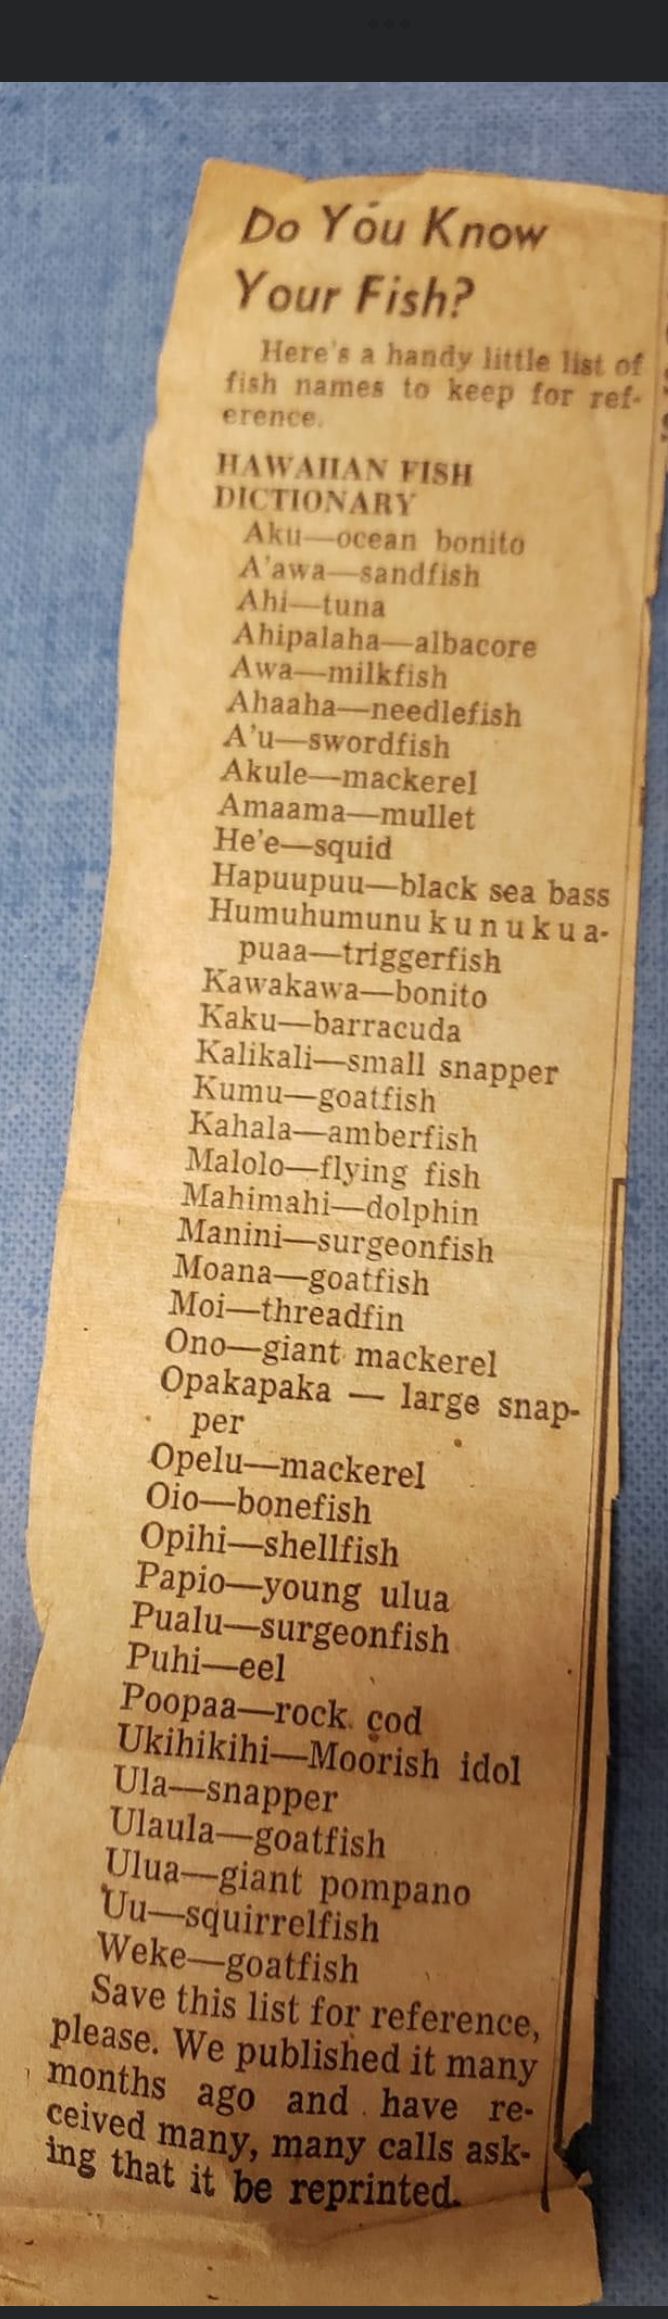 Do You Know
Your Fish?
Here's a handy little list of
fish names to keep for ref-
erence.
HAWAIIAN FISH
DICTIONARY
Aku—ocean bonito
A'awa—sandfish
Ahi—tuna
Ahipalaha—albacore
Awa—milkfish
Ahaaha—needlefish
A'u—swordfish
Akule—mackerel
Amaama—mullet
He'e—squid
Hapuupuu—black sea bass
Humuhumunukunukua-
puaa—triggerfish
Kawakawa—bonito
Kaku—barracuda
Kalikali—small snapper
Kumu—goatfish
Kahala—amberfish
Malolo—flying fish
Mahimahi—dolphin
Manini—surgeonfish
Moana—goatfish
Moi—threadfin
Ono—giant mackerel
Opakapaka — large snap-
per
Opelu—mackerel
Oio—bonefish
Opihi—shellfish
Papio—young ulua
Pualu—surgeonfish
Puhi—eel
Poopaa—rock cod
Ukihikihi—Moorish idol
Ula—snapper
Ulaula—goatfish
Ulua—giant pompano
Uu—squirrelfish
Weke—goatfish
Save this list for reference,
please. We published it many
months ago and have re-
ceived many, many calls ask-
ing that it be reprinted.